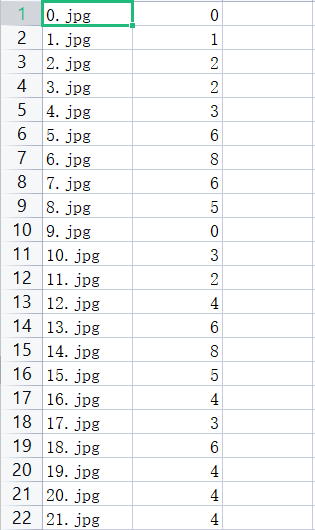 1 0.jpg 0
2 1.jpg 1
3 2.jpg 2
4 3.jpg 2
5 4.jpg 3
6 5.jpg 6
7 6.jpg 8
8 7.jpg 6
9 8.jpg 5
10 9.jpg 0
11 10.jpg 3
12 11.jpg 2
13 12.jpg 4
14 13.jpg 6
15 14.jpg 8
16 15.jpg 5
17 16.jpg 4
18 17.jpg 3
19 18.jpg 6
20 19.jpg 4
21 20.jpg 4
22 21.jpg 4